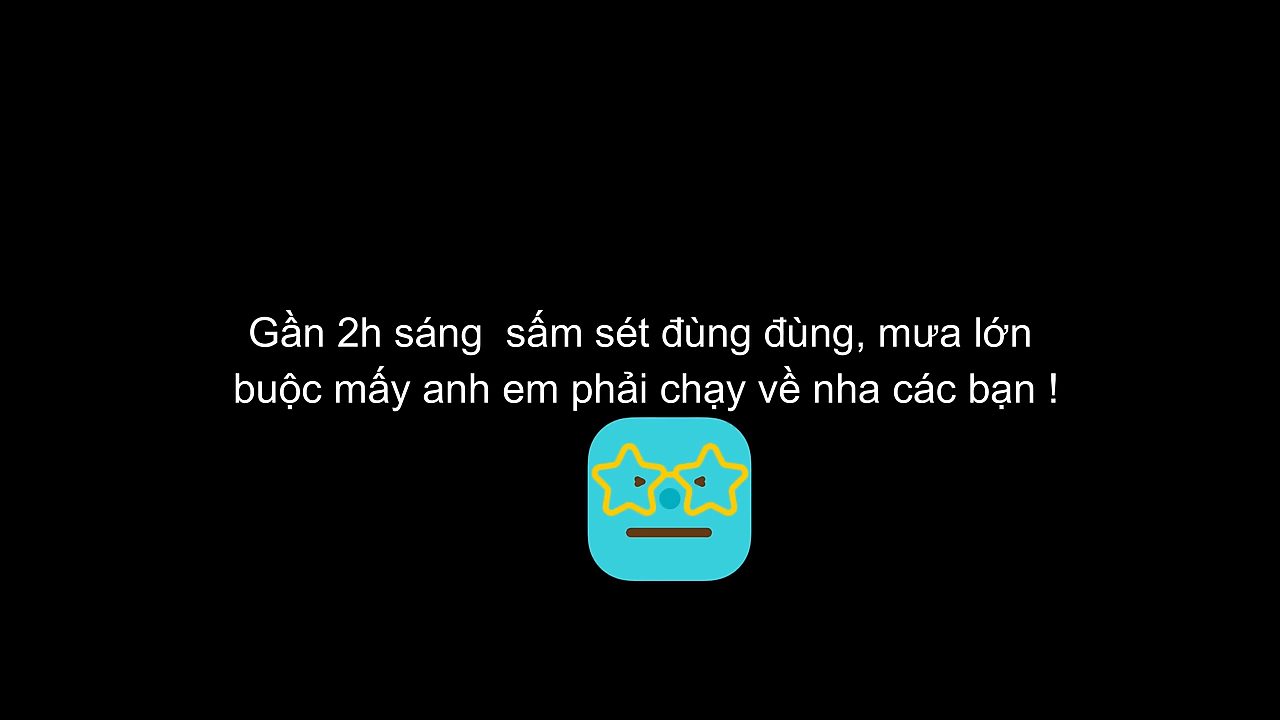 Gần 2h sáng  sấm sét đùng đùng, mưa lớn
buộc mấy anh em phải chạy về nha các bạn !